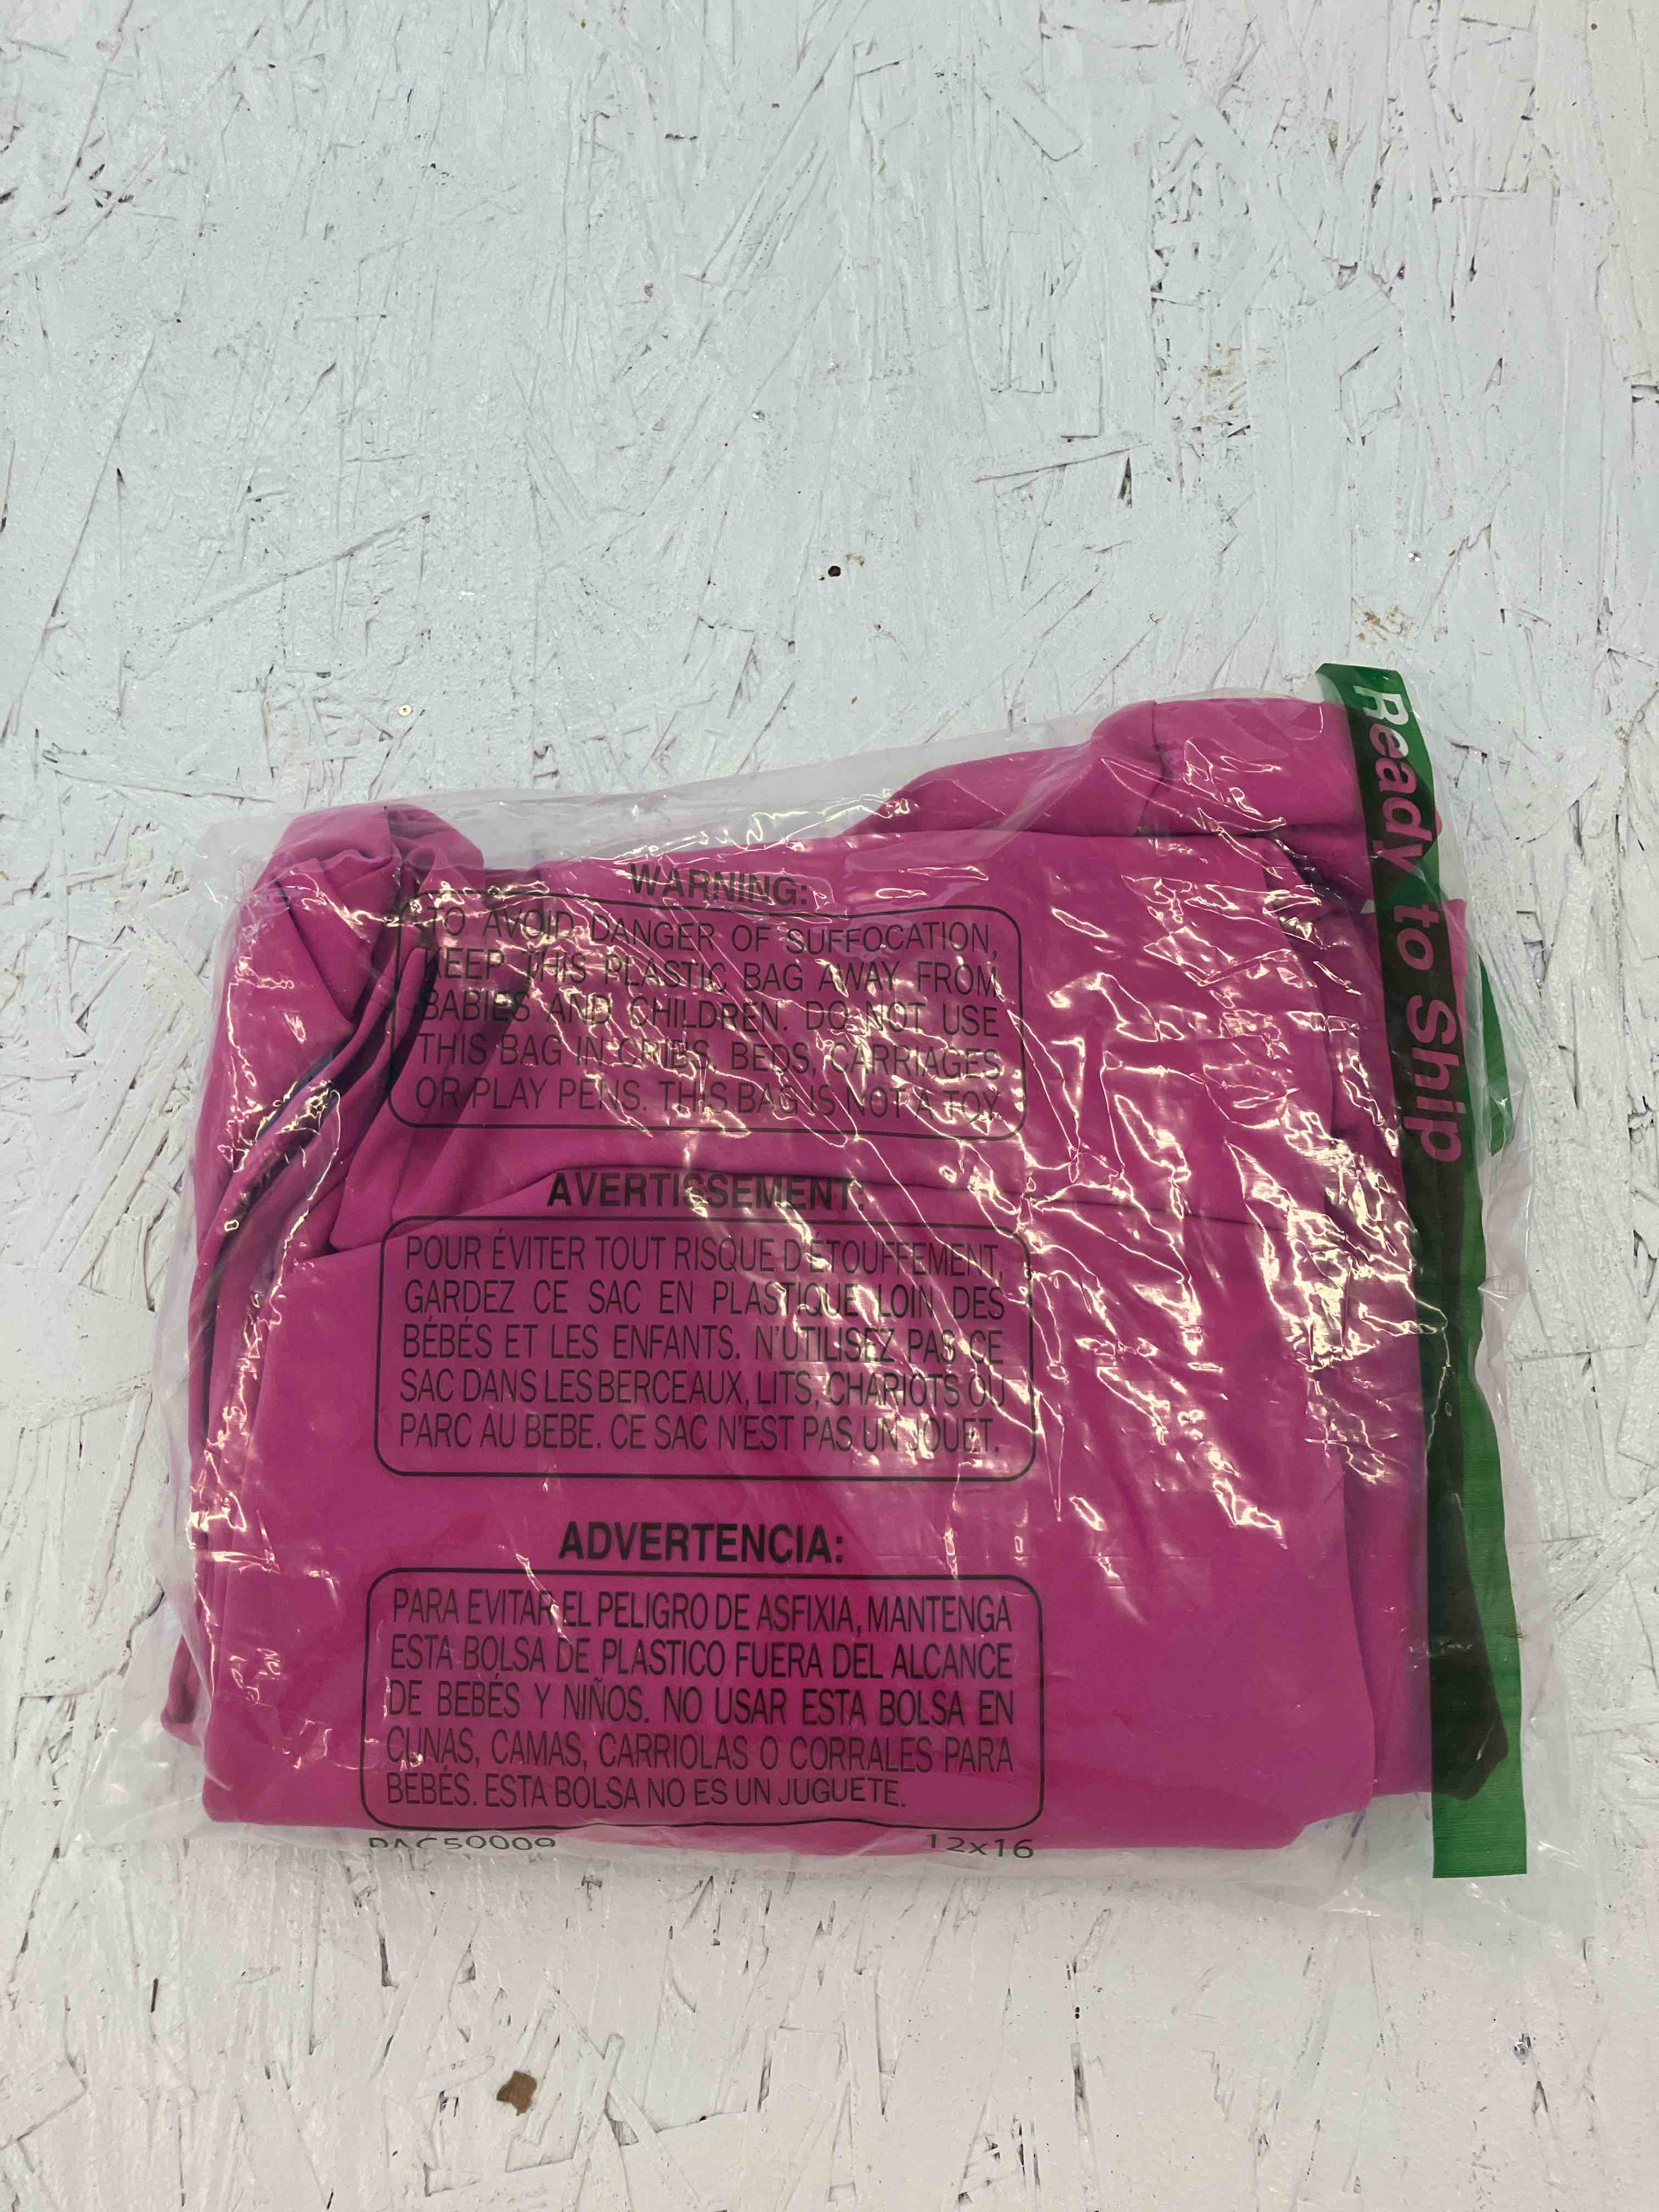 WARNING:
TO AVOID DANGER OF SUFFOCATION,
KEEP THIS PLASTIC BAG AWAY FROM
BABIES AND CHILDREN. DO NOT USE
THIS BAG IN CRIBS, BEDS, CARRIAGES
OR PLAY PENS. THIS BAG IS NOT A TOY.
AVERTISSEMENT:
POUR ÉVITER TOUT RISQUE D'ÉTOUFFEMENT,
GARDEZ CE SAC EN PLASTIQUE LOIN DES
BÉBÉS ET LES ENFANTS. N'UTILISEZ PAS CE
SAC DANS LES BERCEAUX, LITS, CHARIOTS OU
PARC AU BEBE. CE SAC N'EST PAS UN JOUET.
ADVERTENCIA:
PARA EVITAR EL PELIGRO DE ASFIXIA, MANTENGA
ESTA BOLSA DE PLASTICO FUERA DEL ALCANCE
DE BEBÉS Y NIÑOS. NO USAR ESTA BOLSA EN
CUNAS, CAMAS, CARRIOLAS O CORRALES PARA
BEBÉS. ESTA BOLSA NO ES UN JUGUETE.
12x16
Ready to Ship